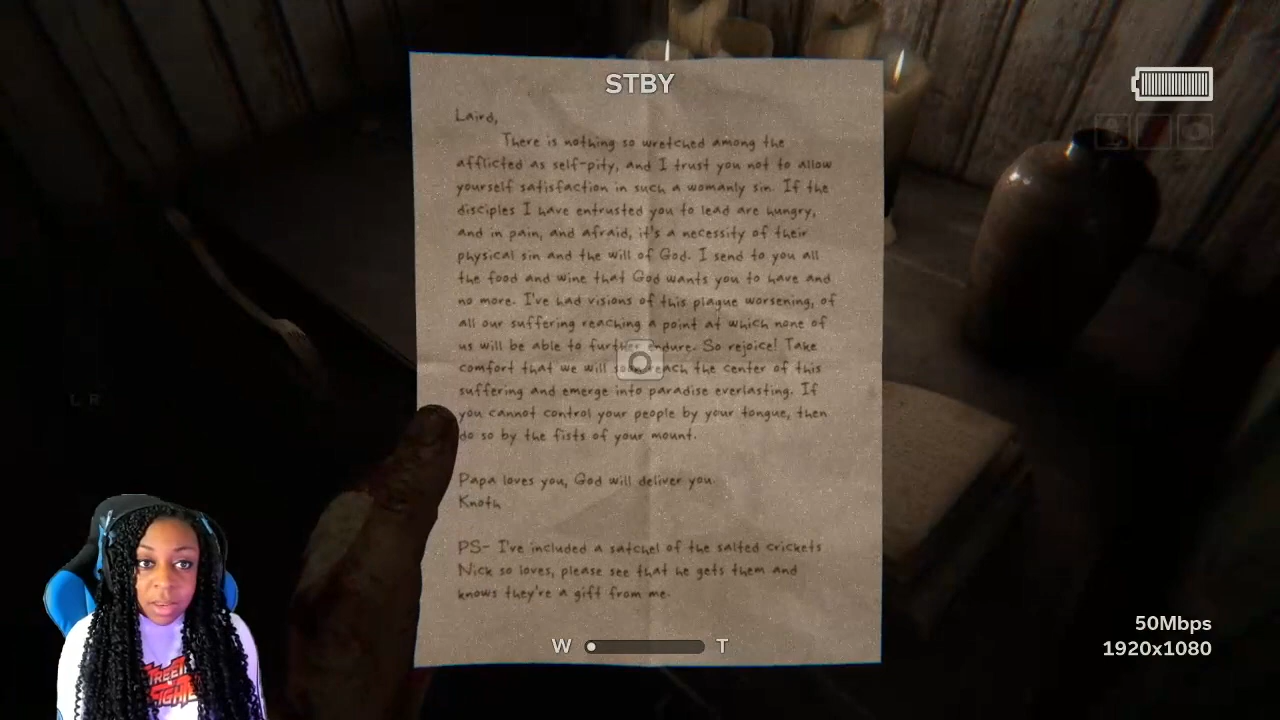 STBY
Laird,
There is nothing so wretched among the
afflicted as self-pity, and I trust you not to allow
yourself satisfaction in such a womanly sin. If the
disciples I have entrusted you to lead are hungry,
and in pain, and afraid, it's a necessity of their
physical sin and the will of God. I send to you all
the food and wine that God wants you to have and
no more. I've had visions of this plague worsening, of
all our suffering reaching a point at which none of
us will be able to further endure. So rejoice! Take
comfort that we will soon reach the center of this
suffering and emerge into paradise everlasting. If
you cannot control your people by your tongue, then
do so by the fists of your mount.
Papa loves you, God will deliver you.
Knoth
PS- I've included a satchel of the salted crickets
Nick so loves, please see that he gets them and
knows they're a gift from me.
W T
L R
50Mbps
1920x1080
STREET
FIGHTE